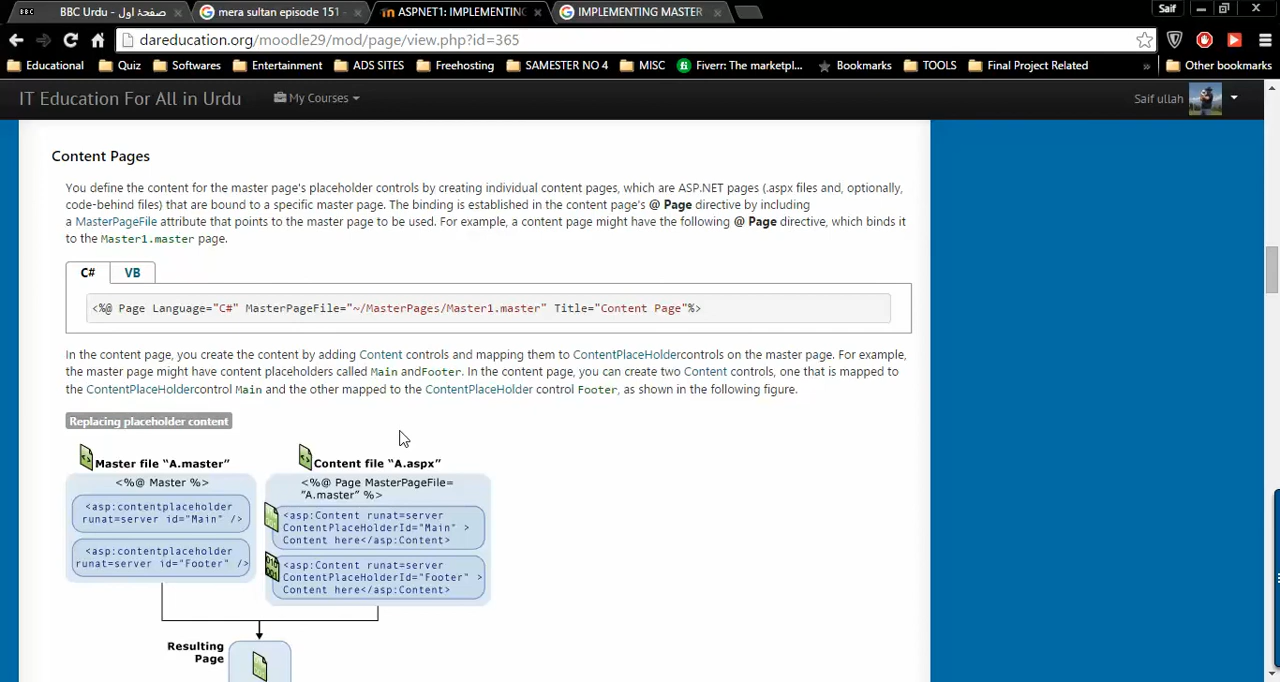 BBC Urdu - صفحۂ اول
mera sultan episode 151 -
ASPNET1: IMPLEMENTING
IMPLEMENTING MASTER
Saif
dareducation.org/moodle29/mod/page/view.php?id=365
Educational Quiz Softwares Entertainment ADS SITES Freehosting SAMESTER NO 4 MISC Fiverr: The marketpl... Bookmarks TOOLS Final Project Related » Other bookmarks
IT Education For All in Urdu My Courses Saif ullah
Content Pages
You define the content for the master page's placeholder controls by creating individual content pages, which are ASP.NET pages (.aspx files and, optionally,
code-behind files) that are bound to a specific master page. The binding is established in the content page's @ Page directive by including
a MasterPageFile attribute that points to the master page to be used. For example, a content page might have the following @ Page directive, which binds it
to the Master1.master page.
C# VB
<%@ Page Language="C#" MasterPageFile="~/MasterPages/Master1.master" Title="Content Page"%>
In the content page, you create the content by adding Content controls and mapping them to ContentPlaceHoldercontrols on the master page. For example,
the master page might have content placeholders called Main andFooter. In the content page, you can create two Content controls, one that is mapped to
the ContentPlaceHoldercontrol Main and the other mapped to the ContentPlaceHolder control Footer, as shown in the following figure.
Replacing placeholder content
Master file “A.master”
<%@ Master %>
<asp:contentplaceholder
runat=server id="Main" />
<asp:contentplaceholder
runat=server id="Footer" />
Content file “A.aspx”
<%@ Page MasterPageFile=
“A.master” %>
<asp:Content runat=server
ContentPlaceHolderId="Main" >
Content here</asp:Content>
<asp:Content runat=server
ContentPlaceHolderId="Footer" >
Content here</asp:Content>
Resulting
Page